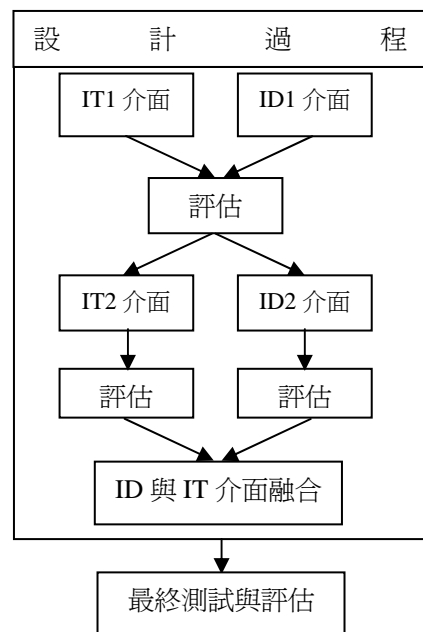 設 計 過 程
IT1 介面 ID1 介面
評估
IT2 介面 ID2 介面
評估 評估
ID 與 IT 介面融合
最終測試與評估